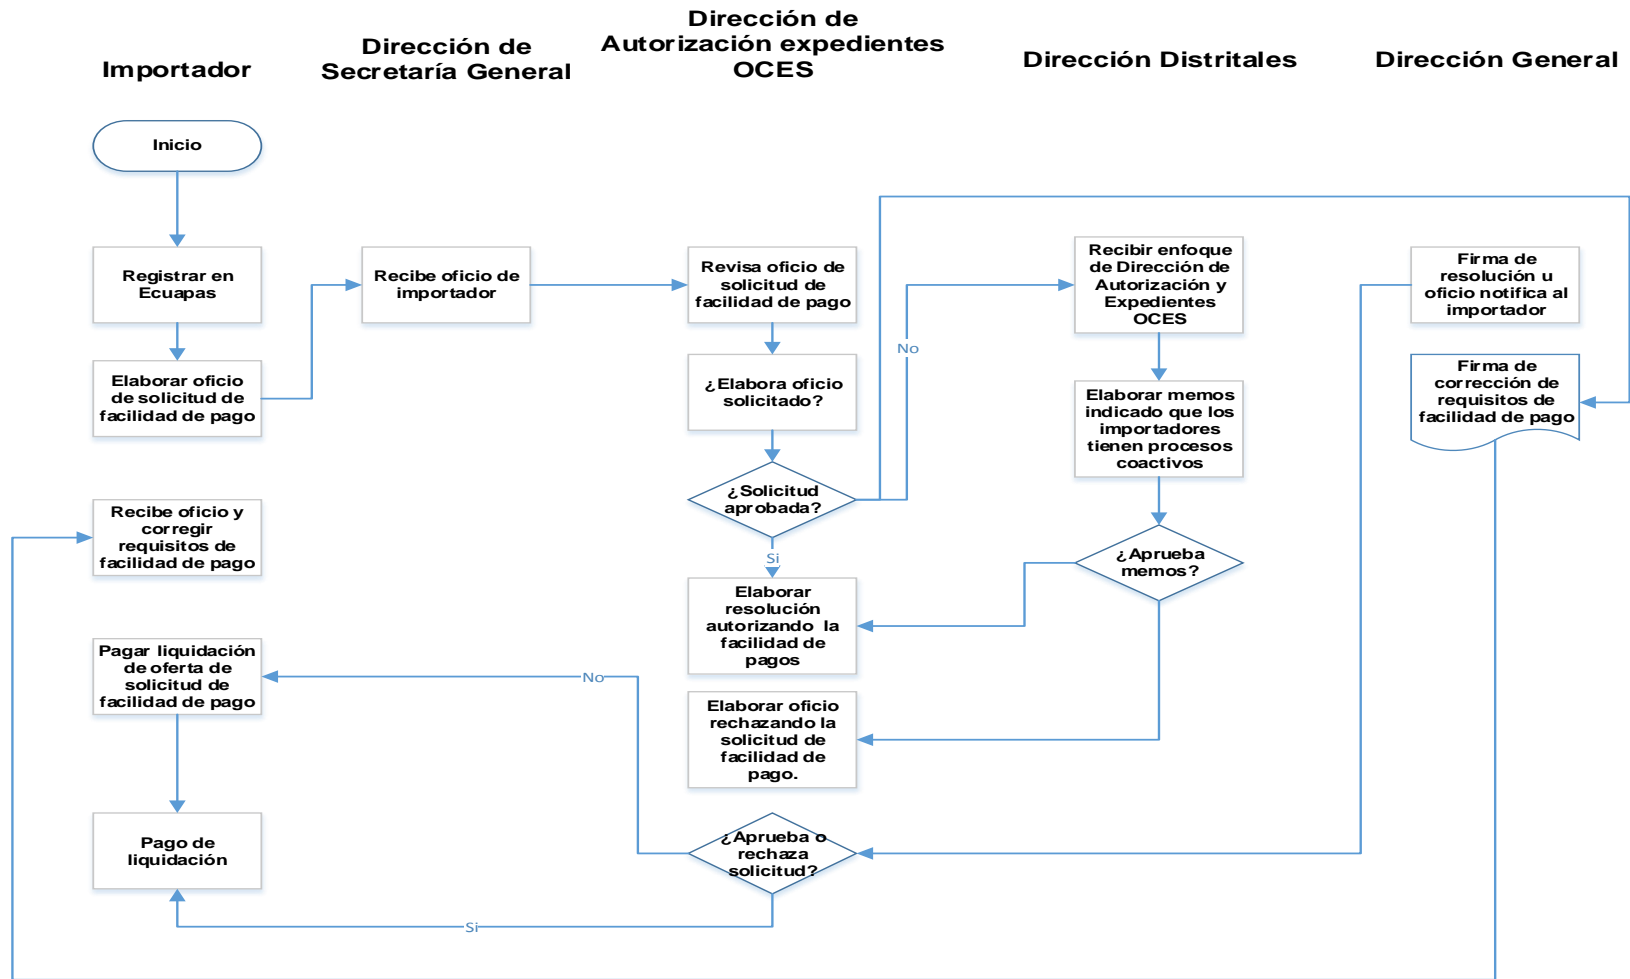 Importador
Dirección de
Secretaría General
Dirección de
Autorización expedientes
OCES
Dirección Distritales
Dirección General
Inicio
Registrar en
Ecuapas
Elaborar oficio
de solicitud de
facilidad de pago
Recibe oficio y
corregir
requisitos de
facilidad de pago
Pagar liquidación
de oferta de
solicitud de
facilidad de pago
Pago de
liquidación
Recibe oficio de
importador
Revisa oficio de
solicitud de
facilidad de pago
¿Elabora oficio
solicitado?
¿Solicitud
aprobada?
Si
No
Elaborar
resolución
autorizando la
facilidad de
pagos
Elaborar oficio
rechazando la
solicitud de
facilidad de
pago.
¿Aprueba o
rechaza
solicitud?
No
Si
Recibir enfoque
de Dirección de
Autorización y
Expedientes
OCES
Elaborar memos
indicado que los
importadores
tienen procesos
coactivos
¿Aprueba
memos?
Firma de
resolución u
oficio notifica al
importador
Firma de
corrección de
requisitos de
facilidad de pago